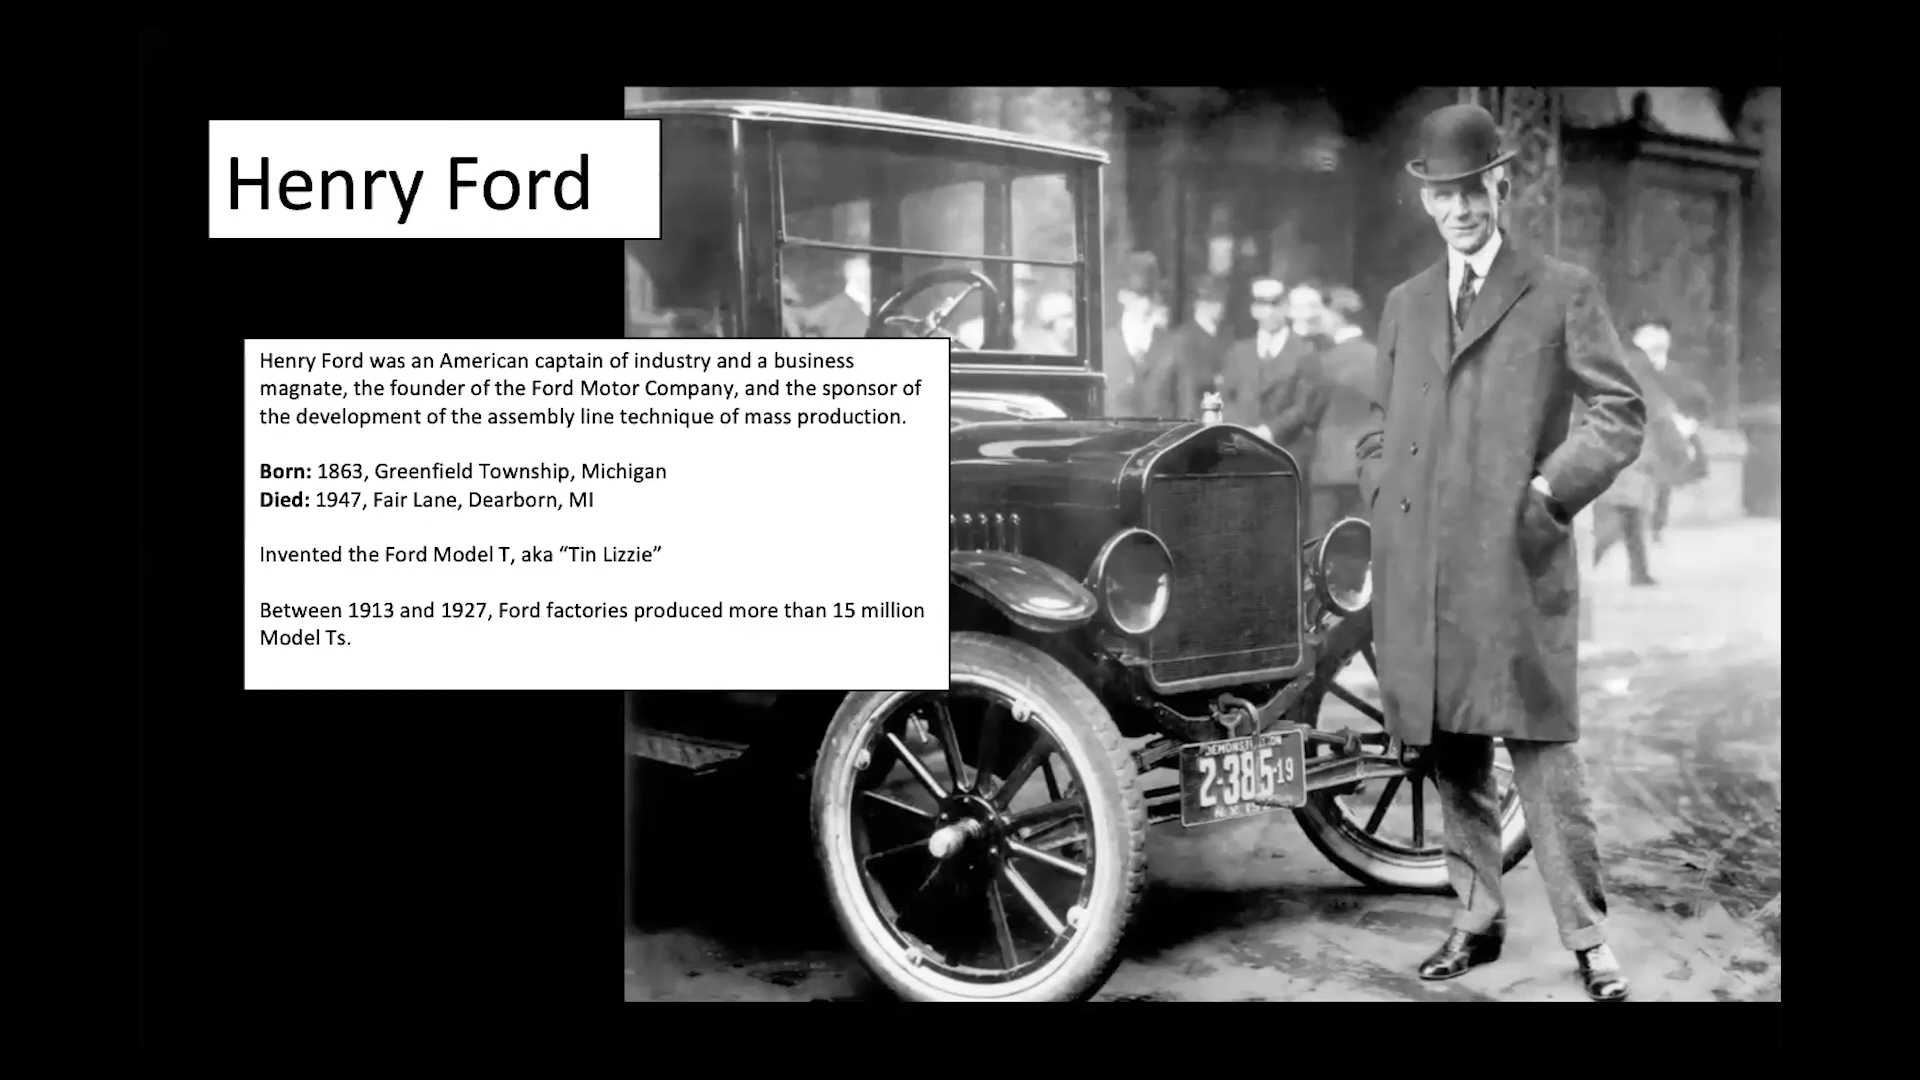 Henry Ford
Henry Ford was an American captain of industry and a business
magnate, the founder of the Ford Motor Company, and the sponsor of
the development of the assembly line technique of mass production.
Born: 1863, Greenfield Township, Michigan
Died: 1947, Fair Lane, Dearborn, MI
Invented the Ford Model T, aka “Tin Lizzie”
Between 1913 and 1927, Ford factories produced more than 15 million
Model Ts.
2-385-19